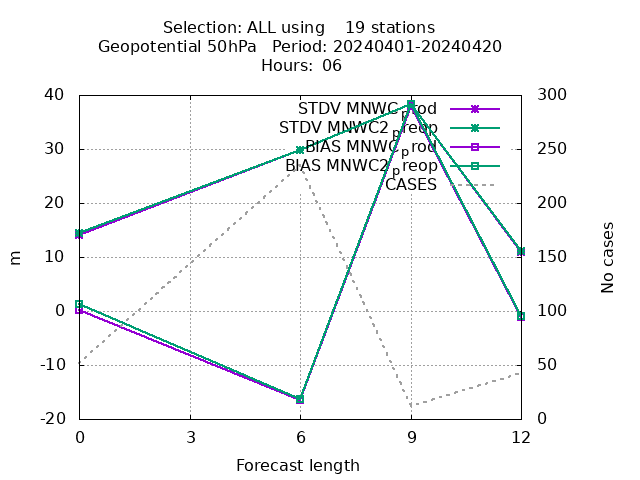 Selection: ALL using    19 stations
Geopotential 50hPa   Period: 20240401-20240420
Hours: 06
40
30
20
10
0
-10
-20
m
STDV MNWC_prod
STDV MNWC2_preop
BIAS MNWC_prod
BIAS MNWC2_preop
CASES
300
250
200
150
100
50
0
No cases
0
3
6
9
12
Forecast length